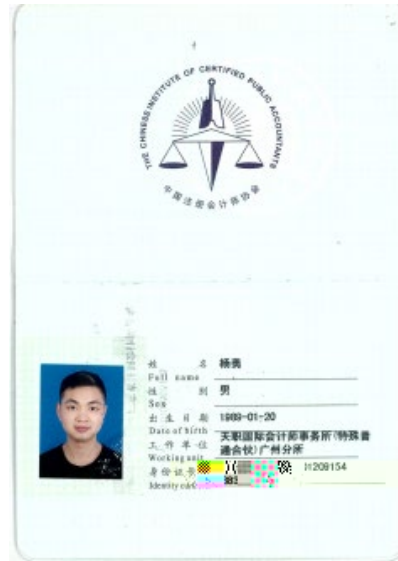 THE CHINESE INSTITUTE OF CERTIFIED PUBLIC ACCOUNTANTS
中国注册会计师协会
姓 名 杨勇
Full name
性 别 男
Sex
出 生 日 期 1989-01-20
Date of birth
工 作 单 位 天职国际会计师事务所(特殊普
Working unit 通合伙)广州分所
身 份 证 号
Identity card